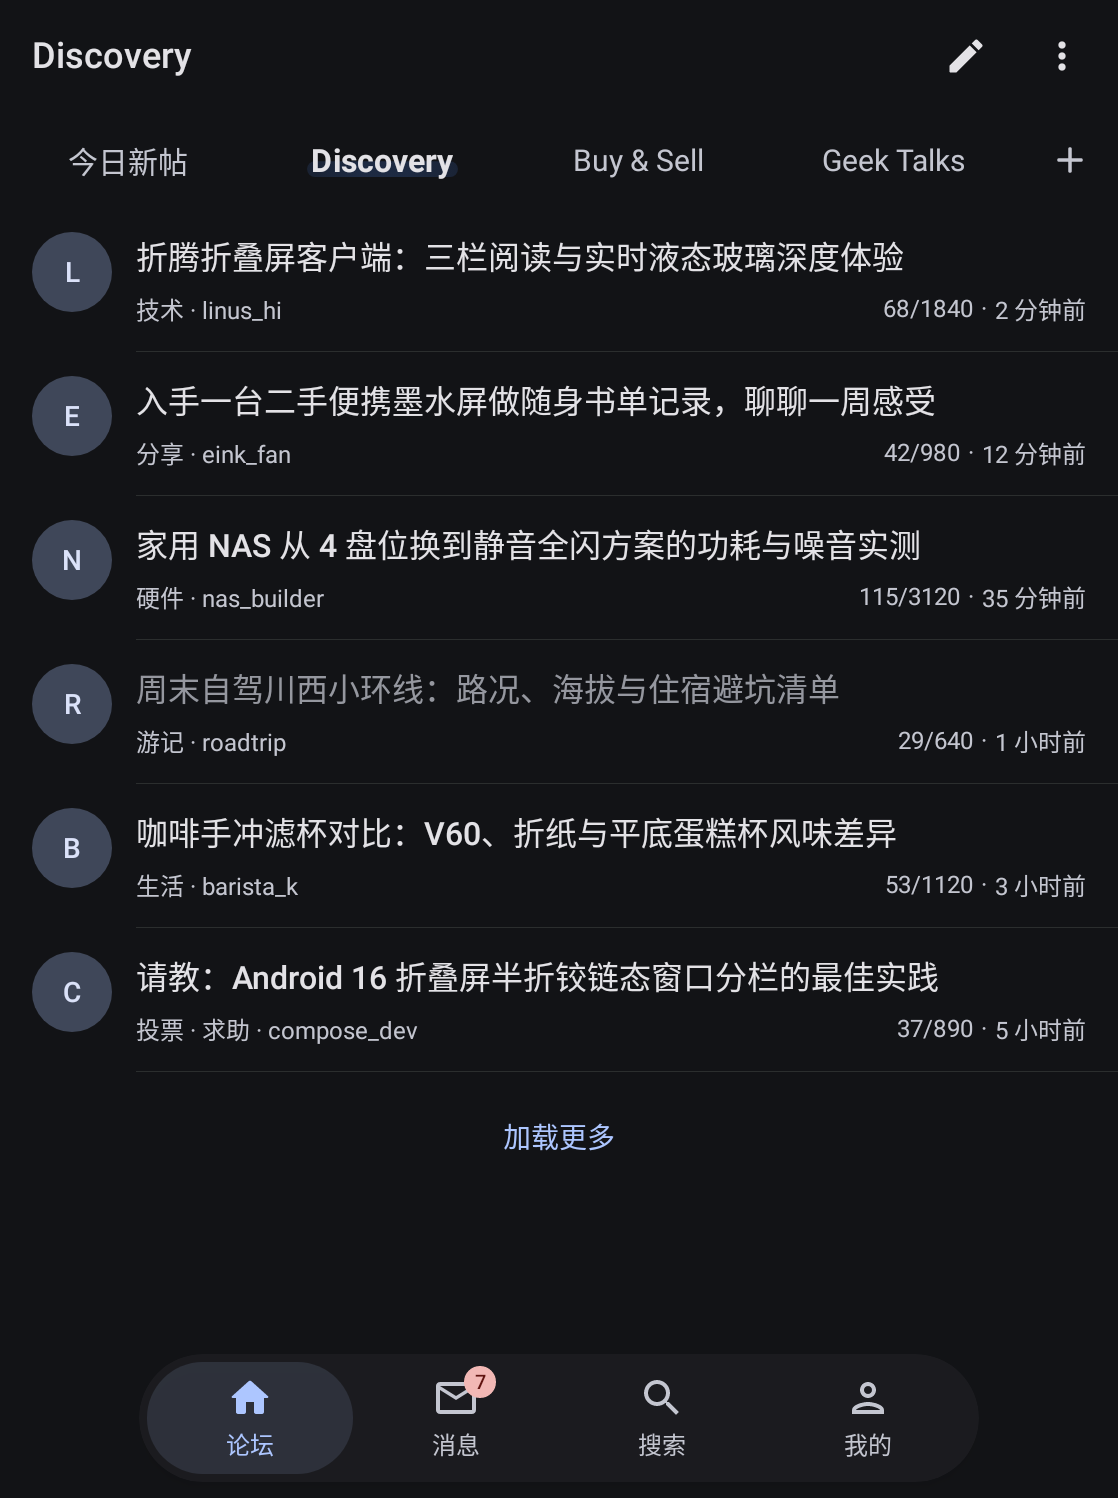 Discovery
今日新帖 Discovery Buy & Sell Geek Talks
L
折腾折叠屏客户端：三栏阅读与实时液态玻璃深度体验
技术 · linus_hi 68/1840 · 2 分钟前
E
入手一台二手便携墨水屏做随身书单记录，聊聊一周感受
分享 · eink_fan 42/980 · 12 分钟前
N
家用 NAS 从 4 盘位换到静音全闪方案的功耗与噪音实测
硬件 · nas_builder 115/3120 · 35 分钟前
R
周末自驾川西小环线：路况、海拔与住宿避坑清单
游记 · roadtrip 29/640 · 1 小时前
B
咖啡手冲滤杯对比：V60、折纸与平底蛋糕杯风味差异
生活 · barista_k 53/1120 · 3 小时前
C
请教：Android 16 折叠屏半折铰链态窗口分栏的最佳实践
投票 · 求助 · compose_dev 37/890 · 5 小时前
加载更多
7
论坛 消息 搜索 我的